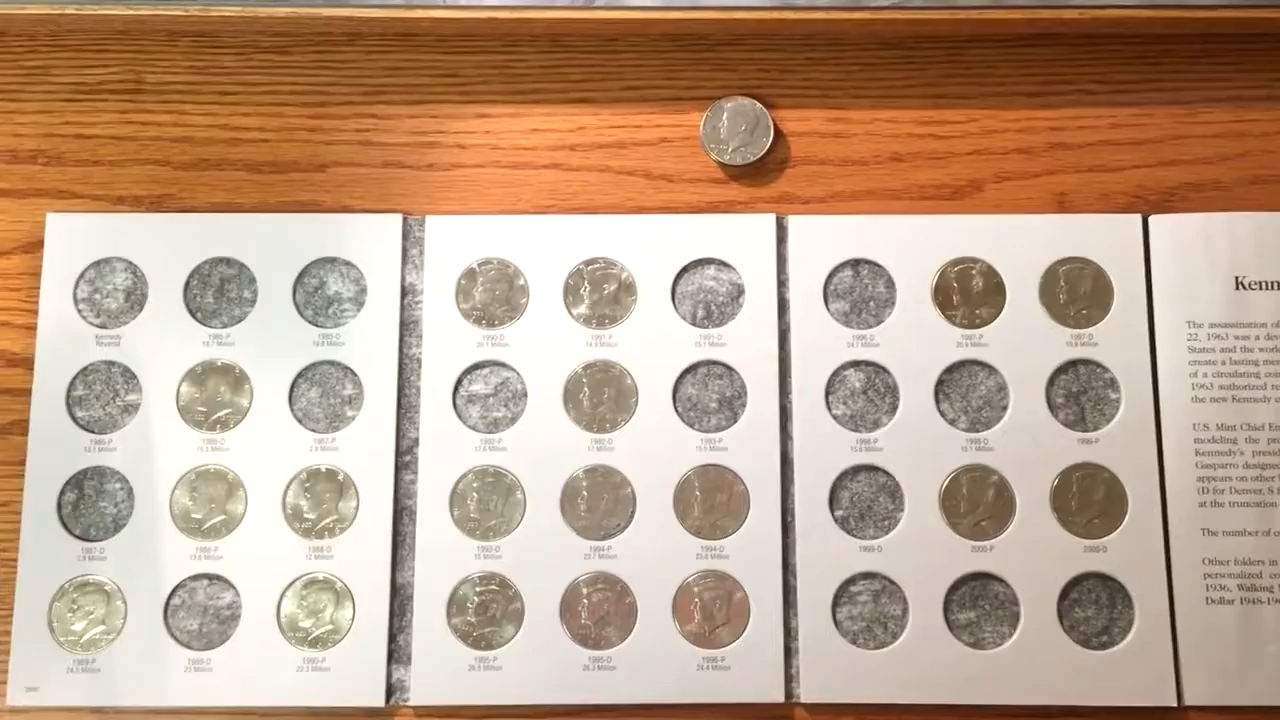 Kennedy
Reversal
1985-P
18.7 Million
1985-D
19.8 Million
1986-P
13.1 Million
1986-D
15.3 Million
1987-P
2.9 Million
1987-D
2.9 Million
1988-P
13.6 Million
1988-D
12 Million
1989-P
24.5 Million
1989-D
23 Million
1990-P
22.3 Million
1990-D
20.1 Million
1991-P
14.9 Million
1991-D
15.1 Million
1992-P
17.6 Million
1992-D
17 Million
1993-P
15.5 Million
1993-D
15 Million
1994-P
23.7 Million
1994-D
23.8 Million
1995-P
26.5 Million
1995-D
26.3 Million
1996-P
24.4 Million
1996-D
24.7 Million
1997-P
20.9 Million
1997-D
19.9 Million
1998-P
15.6 Million
1998-D
15.1 Million
1999-P
1999-D
2000-P
2000-D
Kenn
The assassination of
22, 1963 was a dev
States and the world
create a lasting me
of a circulating coi
1963 authorized re
the new Kennedy
U.S. Mint Chief En
modeling the pr
Kennedy's presid
Gasparro designe
appears on other
(D for Denver, S f
at the truncation
The number of c
Other folders in
personalized
1936, Walking
Dollar 1948-19